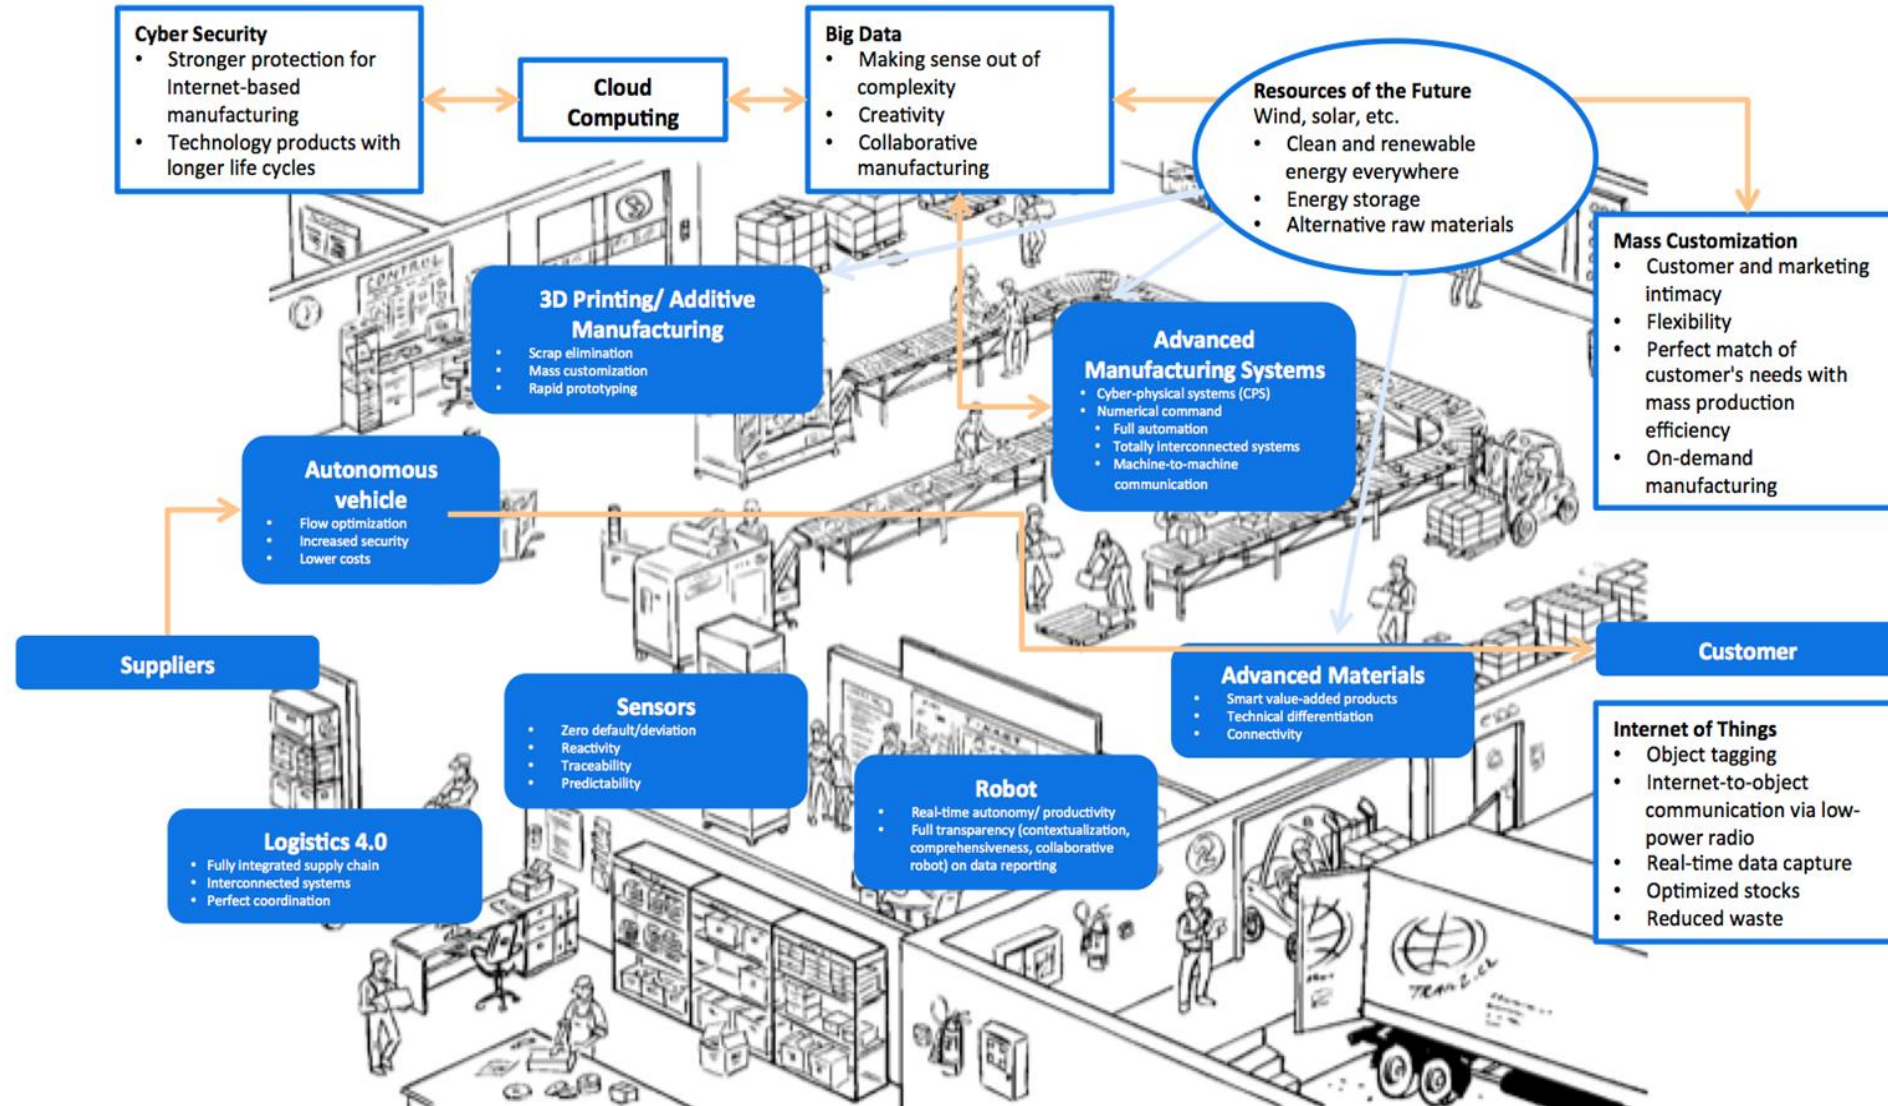 Cyber Security
• Stronger protection for
Internet-based
manufacturing
• Technology products with
longer life cycles
Cloud
Computing
Big Data
• Making sense out of
complexity
• Creativity
• Collaborative
manufacturing
Resources of the Future
Wind, solar, etc.
• Clean and renewable
energy everywhere
• Energy storage
• Alternative raw materials
Mass Customization
• Customer and marketing
intimacy
• Flexibility
• Perfect match of
customer's needs with
mass production
efficiency
• On-demand
manufacturing
CONTROL
3D Printing/ Additive
Manufacturing
• Scrap elimination
• Mass customization
• Rapid prototyping
Advanced
Manufacturing Systems
• Cyber-physical systems (CPS)
• Numerical command
• Full automation
• Totally interconnected systems
• Machine-to-machine
communication
Autonomous
vehicle
• Flow optimization
• Increased security
• Lower costs
Suppliers
Customer
Advanced Materials
• Smart value-added products
• Technical differentiation
• Connectivity
Sensors
• Zero default/deviation
• Reactivity
• Traceability
• Predictability
Robot
• Real-time autonomy/ productivity
• Full transparency (contextualization,
comprehensiveness, collaborative
robot) on data reporting
Logistics 4.0
• Fully integrated supply chain
• Interconnected systems
• Perfect coordination
Internet of Things
• Object tagging
• Internet-to-object
communication via low-
power radio
• Real-time data capture
• Optimized stocks
• Reduced waste
3
2